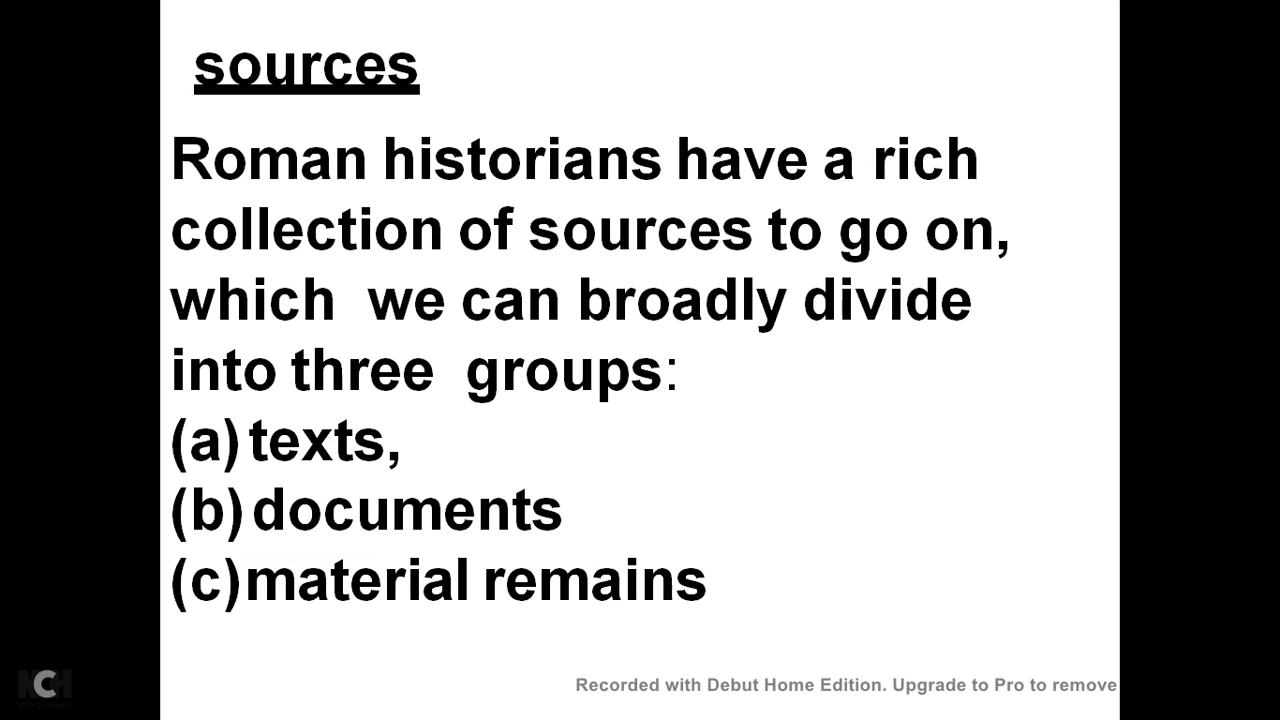 sources
Roman historians have a rich
collection of sources to go on,
which we can broadly divide
into three groups:
(a) texts,
(b) documents
(c) material remains
Recorded with Debut Home Edition. Upgrade to Pro to remove
NCH